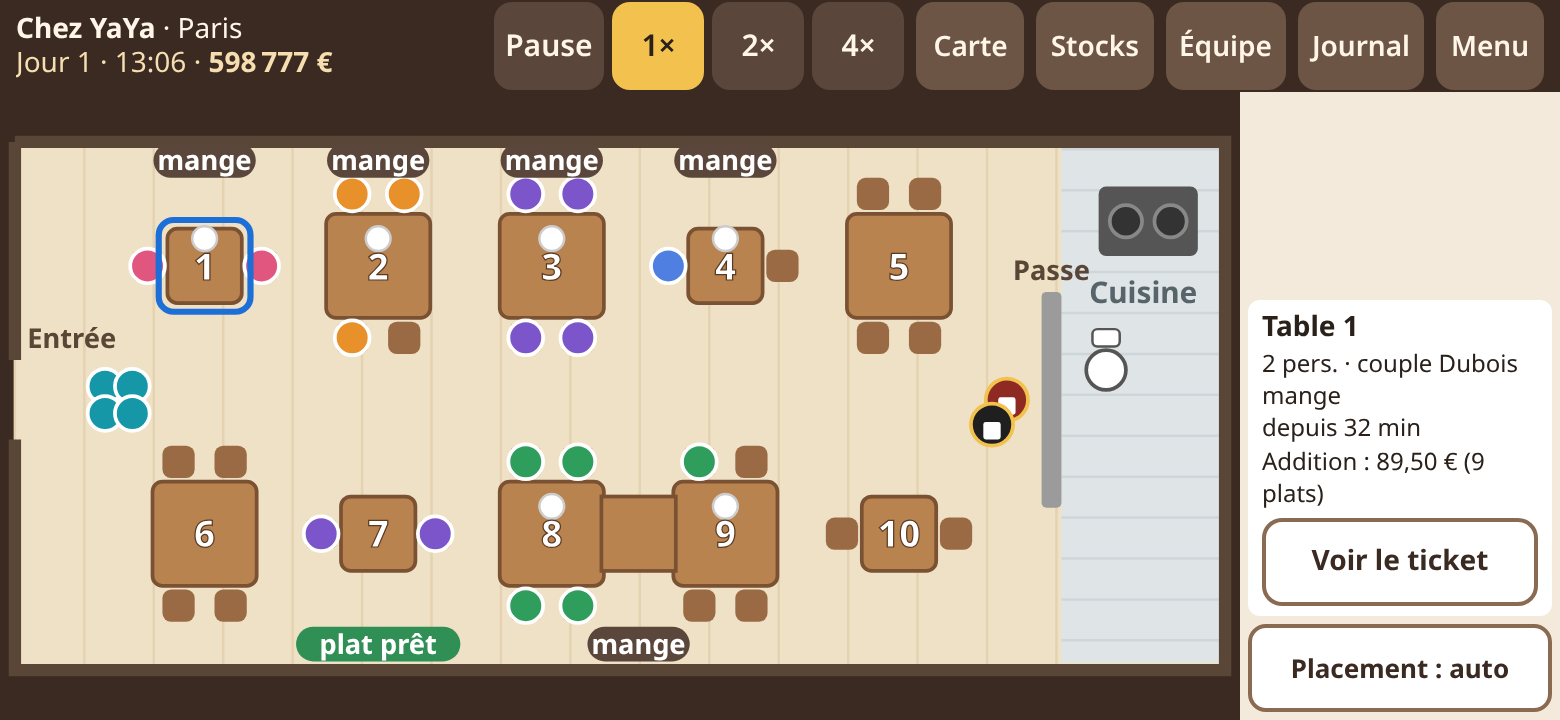 Chez YaYa · Paris
Jour 1 · 13:06 · 598 777 €
Pause
1×
2×
4×
Carte
Stocks
Équipe
Journal
Menu
mange
mange
mange
mange
1
2
3
4
5
Passe
Cuisine
Entrée
6
7
8
9
10
plat prêt
mange
Table 1
2 pers. · couple Dubois
mange
depuis 32 min
Addition : 89,50 € (9
plats)
Voir le ticket
Placement : auto